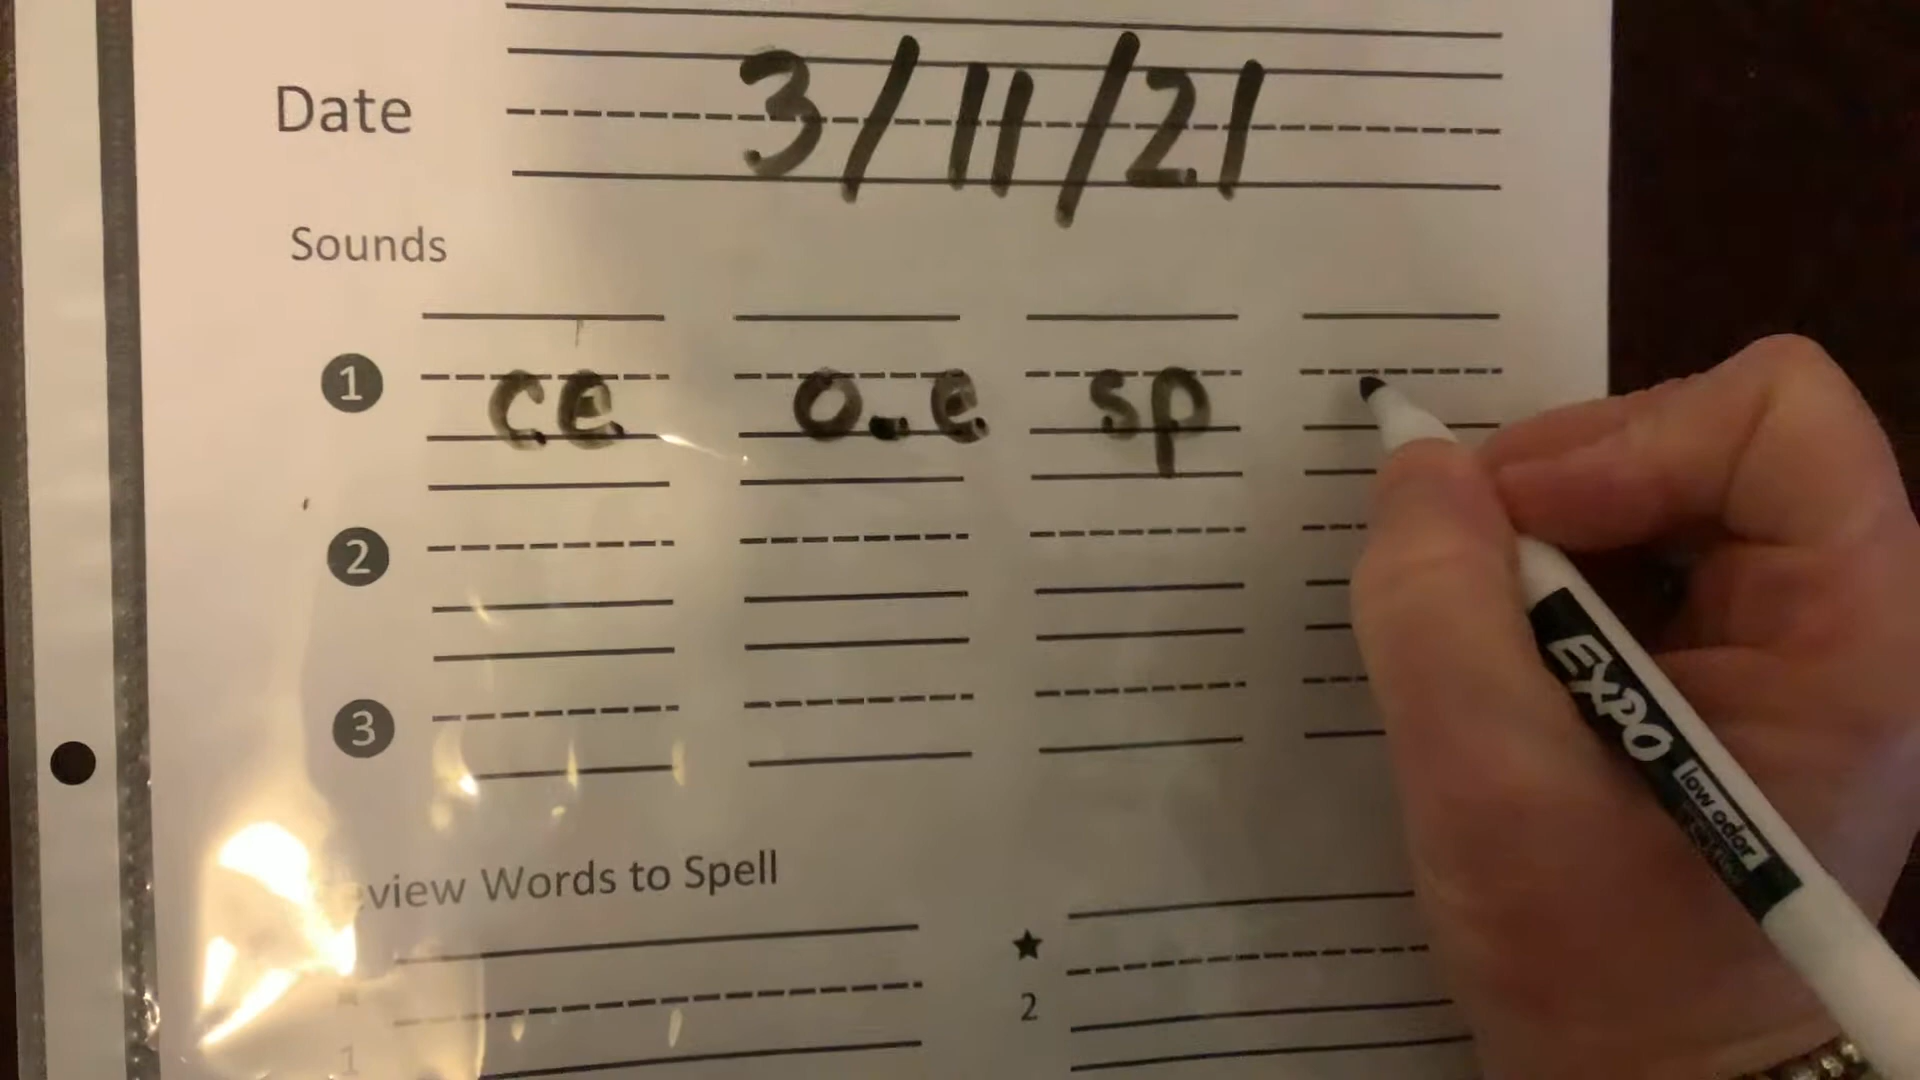 Date 3/11/21
Sounds
1 ce o_e sp
2
3
eview Words to Spell
★
2
1
EXPO
low odor